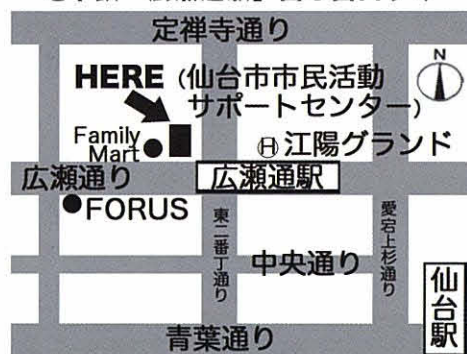 定禅寺通り
N
HERE (仙台市市民活動
サポートセンター)
Family
Mart
Ⓗ江陽グランド
広瀬通り
広瀬通駅
FORUS
東二番丁通り
愛宕上杉通り
中央通り
仙台駅
青葉通り